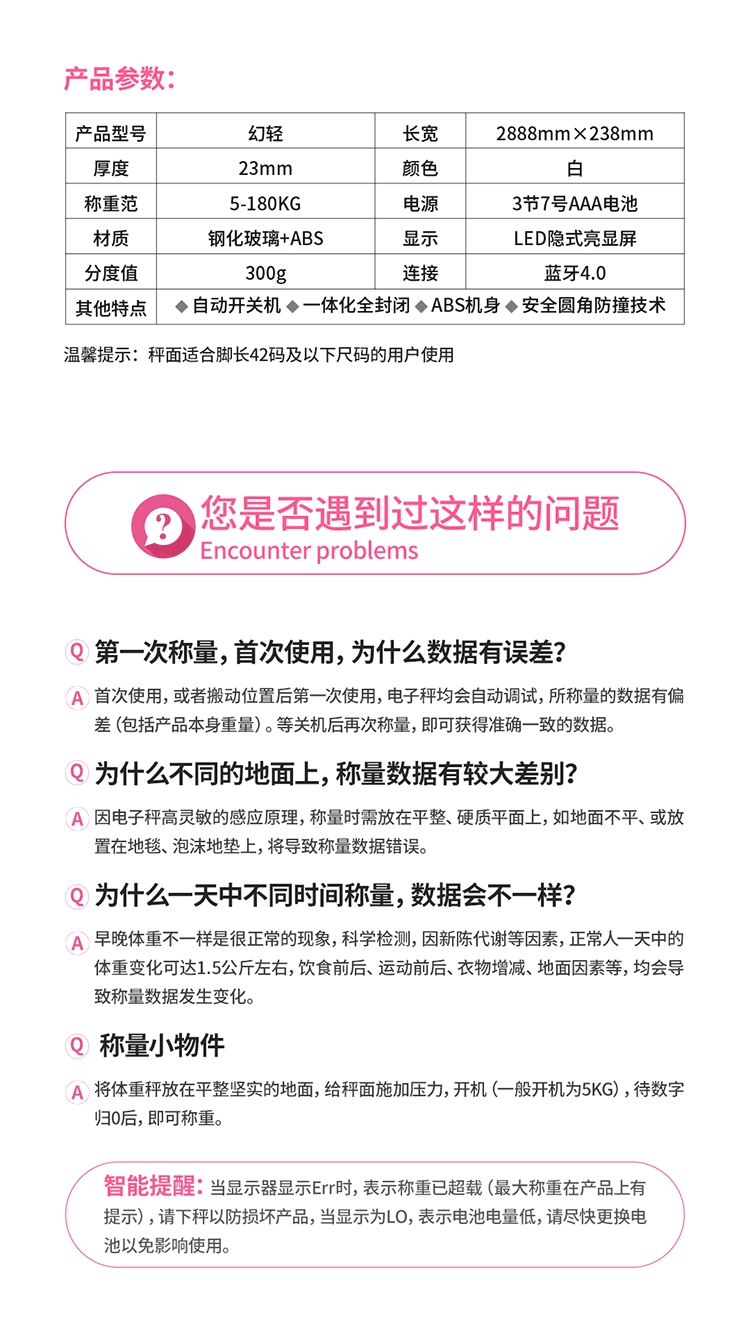 产品参数：
产品型号 幻轻 长宽 2888mm×238mm
厚度 23mm 颜色 白
称重范 5-180KG 电源 3节7号AAA电池
材质 钢化玻璃+ABS 显示 LED隐式亮显屏
分度值 300g 连接 蓝牙4.0
其他特点 ◆自动开关机 ◆一体化全封闭 ◆ABS机身 ◆安全圆角防撞技术
温馨提示：秤面适合脚长42码及以下尺码的用户使用
? 您是否遇到过这样的问题
Encounter problems
Q 第一次称量，首次使用，为什么数据有误差？
A 首次使用，或者搬动位置后第一次使用，电子秤均会自动调试，所称量的数据有偏
差（包括产品本身重量）。等关机后再次称量，即可获得准确一致的数据。
Q 为什么不同的地面上，称量数据有较大差别？
A 因电子秤高灵敏的感应原理，称量时需放在平整、硬质平面上，如地面不平、或放
置在地毯、泡沫地垫上，将导致称量数据错误。
Q 为什么一天中不同时间称量，数据会不一样？
A 早晚体重不一样是很正常的现象，科学检测，因新陈代谢等因素，正常人一天中的
体重变化可达1.5公斤左右，饮食前后、运动前后、衣物增减、地面因素等，均会导
致称量数据发生变化。
Q 称量小物件
A 将体重秤放在平整坚实的地面，给秤面施加压力，开机（一般开机为5KG），待数字
归0后，即可称重。
智能提醒：当显示器显示Err时，表示称重已超载（最大称重在产品上有
提示），请下秤以防损坏产品，当显示为LO，表示电池电量低，请尽快更换电
池以免影响使用。